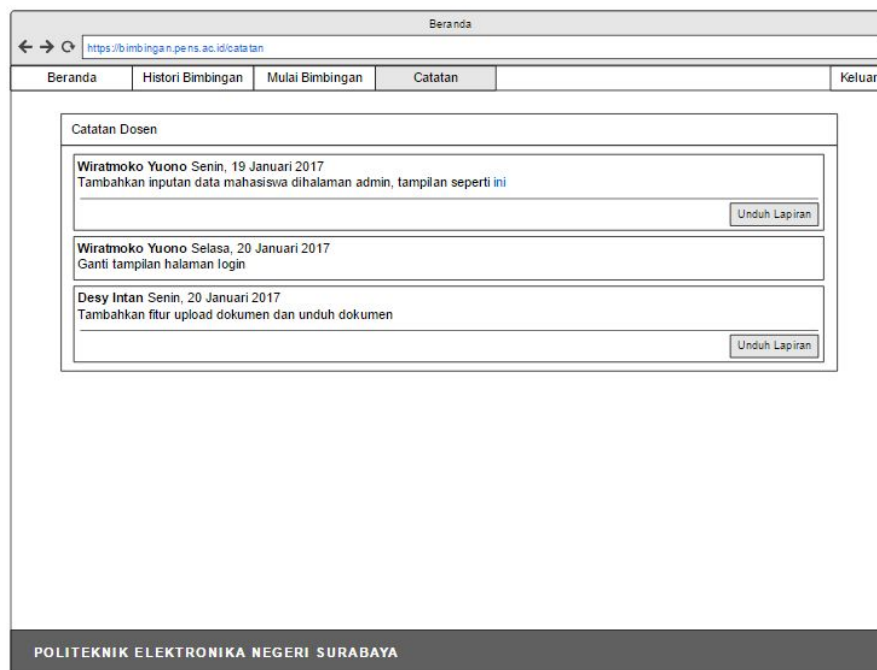 Beranda
https://bimbingan.pens.ac.id/catatan
Beranda Histori Bimbingan Mulai Bimbingan Catatan Keluar
Catatan Dosen
Wiratmoko Yuono Senin, 19 Januari 2017
Tambahkan inputan data mahasiswa dihalaman admin, tampilan seperti ini
Unduh Lapiran
Wiratmoko Yuono Selasa, 20 Januari 2017
Ganti tampilan halaman login
Desy Intan Senin, 20 Januari 2017
Tambahkan fitur upload dokumen dan unduh dokumen
Unduh Lapiran
POLITEKNIK ELEKTRONIKA NEGERI SURABAYA